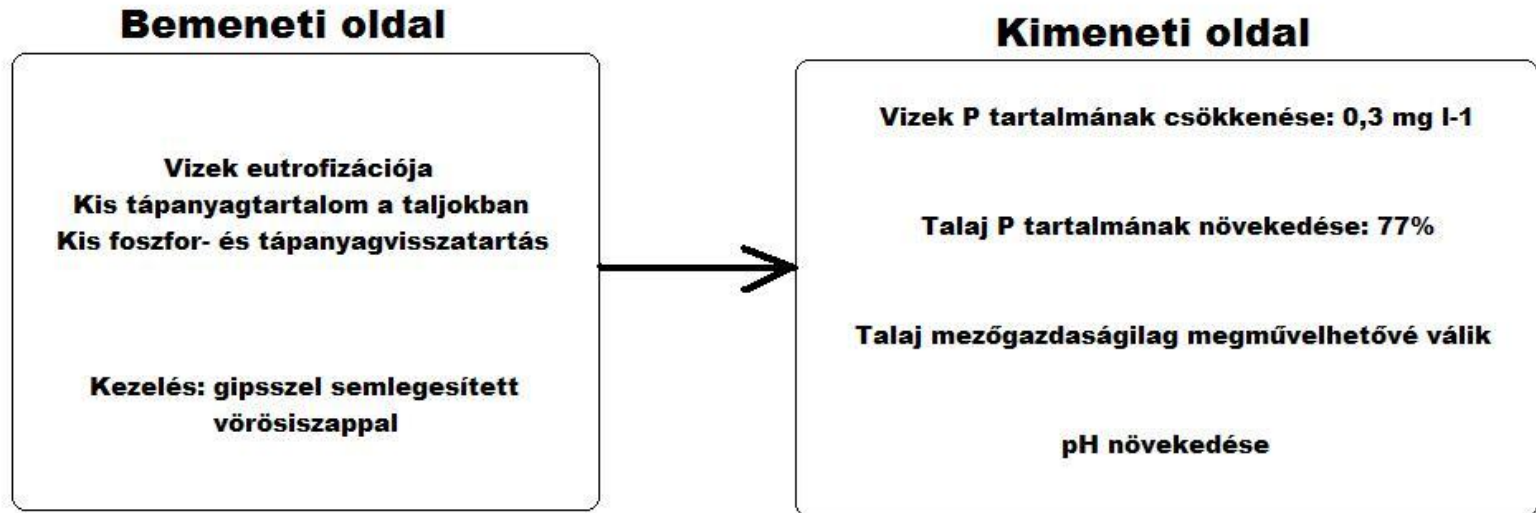 Bemeneti oldal
Vizek eutrofizációja
Kis tápanyagtartalom a taljokban
Kis foszfor- és tápanyagvisszatartás
Kezelés: gipsszel semlegesített
vörösiszappal
Kimeneti oldal
Vizek P tartalmának csökkenése: 0,3 mg l-1
Talaj P tartalmának növekedése: 77%
Talaj mezőgazdaságilag megművelhetővé válik
pH növekedése